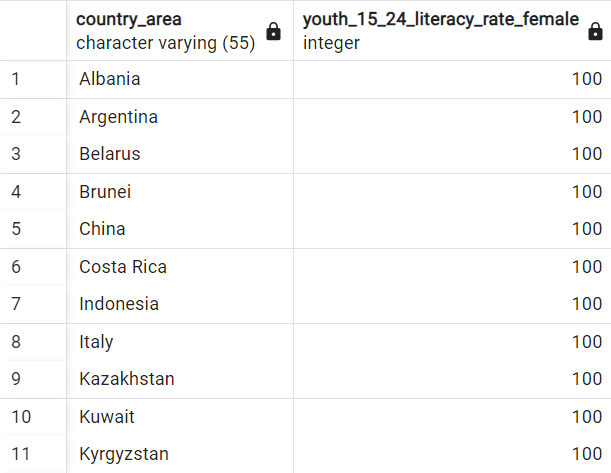 country_area youth_15_24_literacy_rate_female
character varying (55) integer
1 Albania 100
2 Argentina 100
3 Belarus 100
4 Brunei 100
5 China 100
6 Costa Rica 100
7 Indonesia 100
8 Italy 100
9 Kazakhstan 100
10 Kuwait 100
11 Kyrgyzstan 100